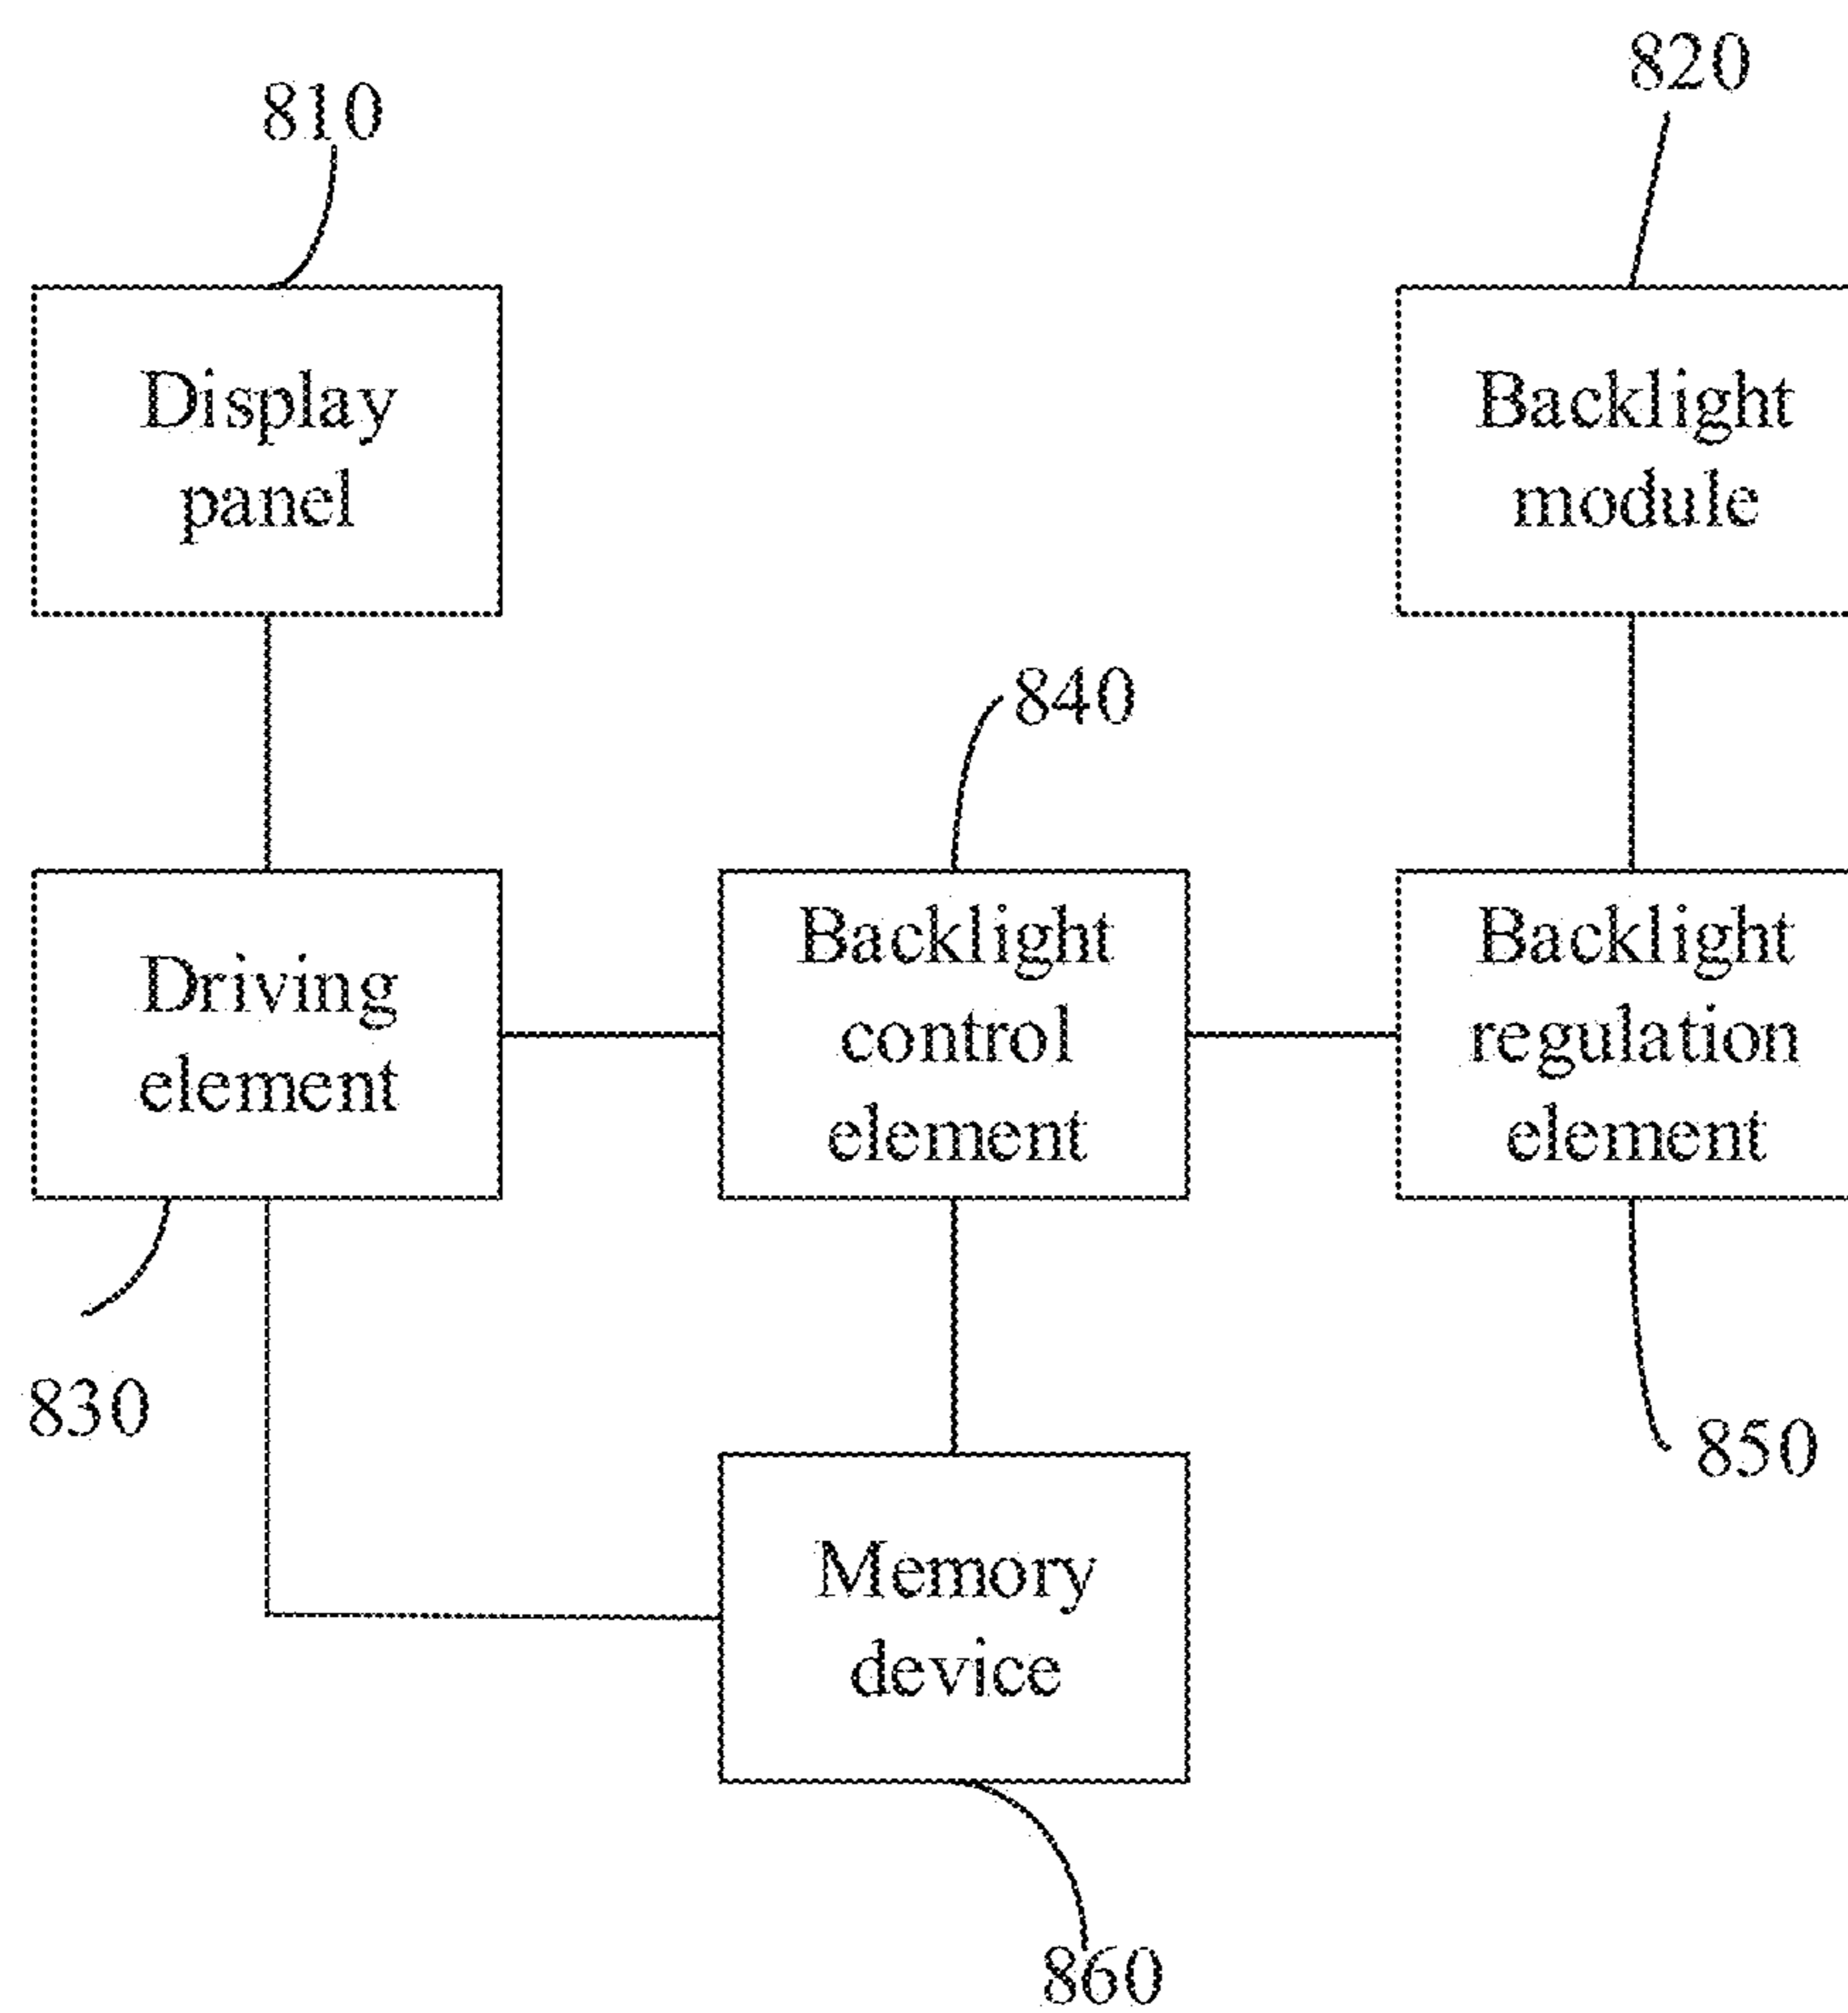 810
820
Display
panel
Backlight
module
840
Driving
element
Backlight
control
element
Backlight
regulation
element
830
850
Memory
device
860